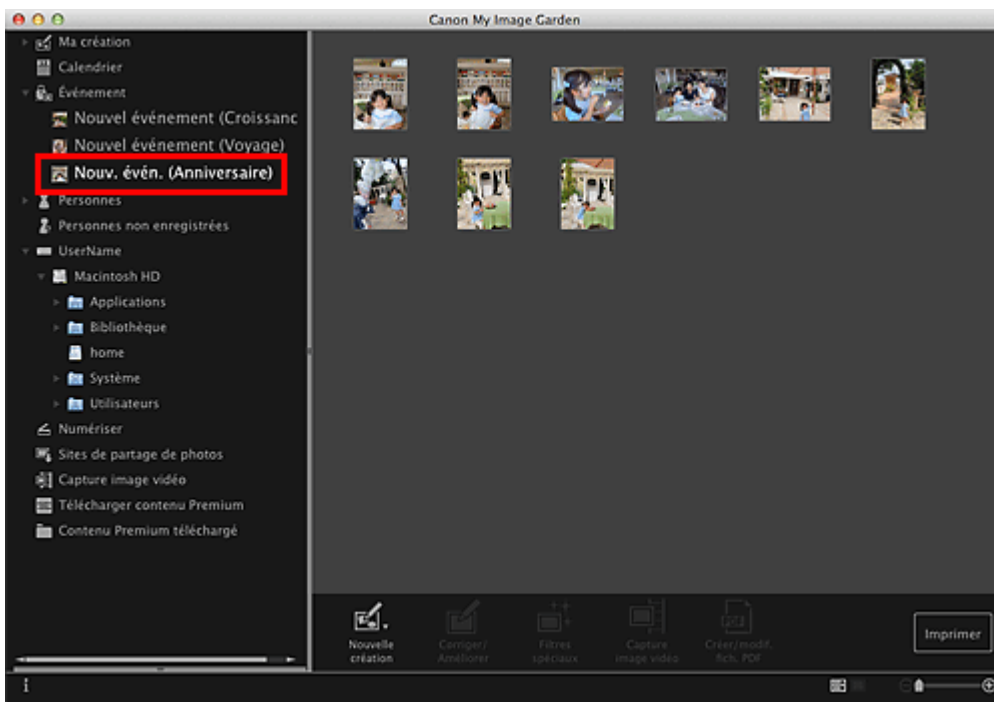 Canon My Image Garden
Ma création
Calendrier
Événement
Nouvel événement (Croissanc
Nouvel événement (Voyage)
Nouv. évén. (Anniversaire)
Personnes
Personnes non enregistrées
UserName
Macintosh HD
Applications
Bibliothèque
home
Système
Utilisateurs
Numériser
Sites de partage de photos
Capture image vidéo
Télécharger contenu Premium
Contenu Premium téléchargé
Nouvelle
création
Corriger/
Améliorer
Filtres
spéciaux
Capture
image vidéo
Créer/modif.
fich. PDF
Imprimer